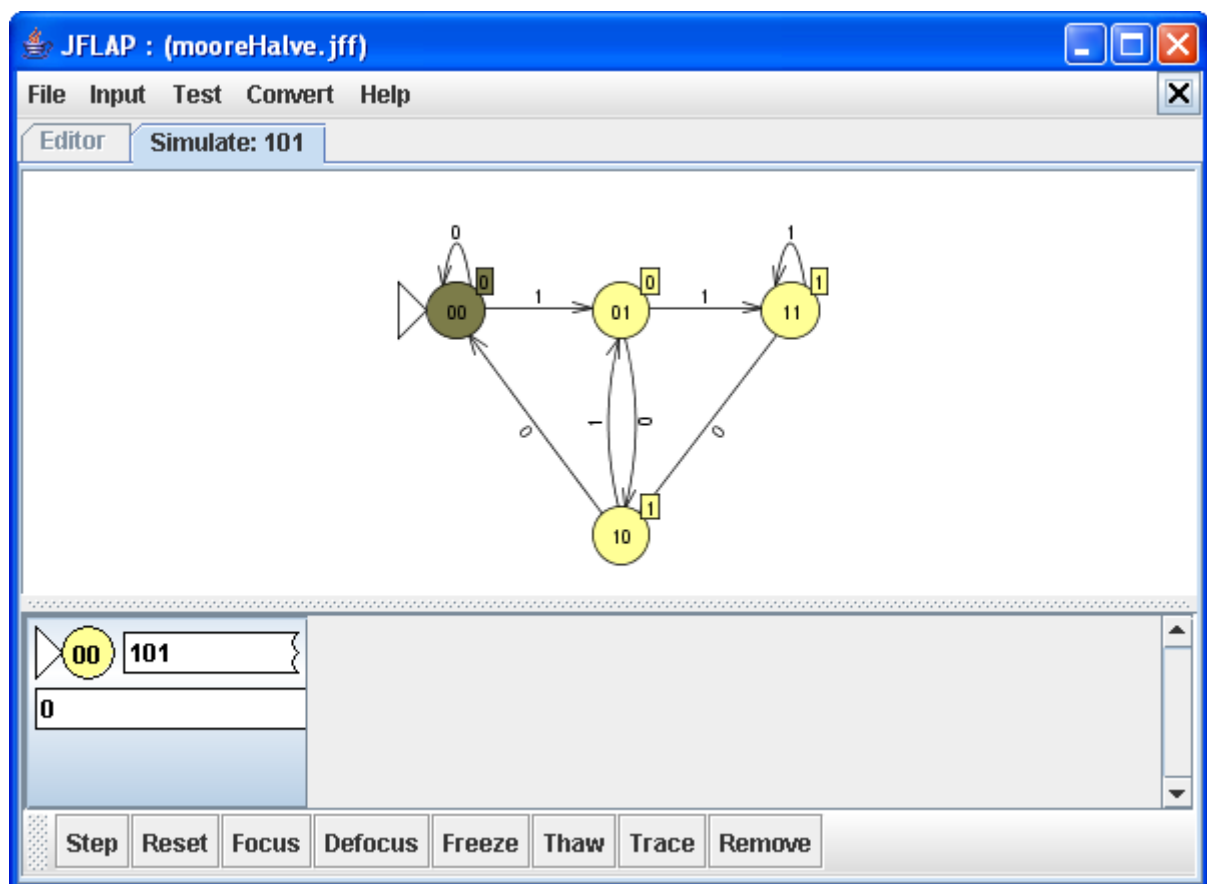 JFLAP : (mooreHalve.jff)
File Input Test Convert Help
Editor Simulate: 101
0 1
0 0 1
00 1 01 1 11
0 1 0 0
1
10
00 101
0
Step Reset Focus Defocus Freeze Thaw Trace Remove